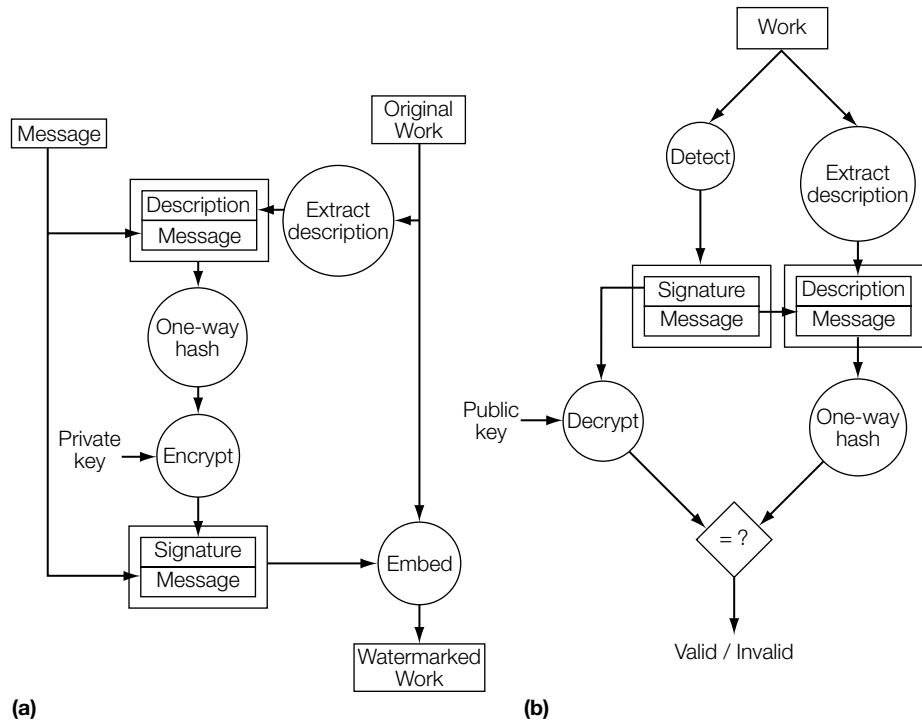 Message
Original
Work
Description
Message
Extract
description
One-way
hash
Private
key
Encrypt
Signature
Message
Embed
Watermarked
Work
(a)
Work
Detect
Extract
description
Signature
Message
Description
Message
Public
key
Decrypt
One-way
hash
= ?
Valid / Invalid
(b)